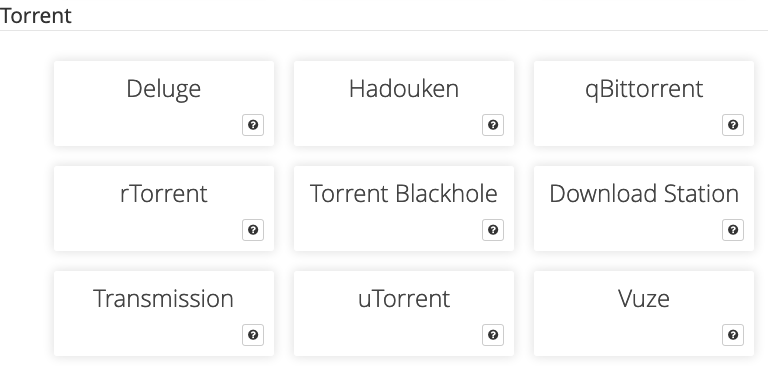 Torrent
Deluge
Hadouken
qBittorrent
rTorrent
Torrent Blackhole
Download Station
Transmission
uTorrent
Vuze